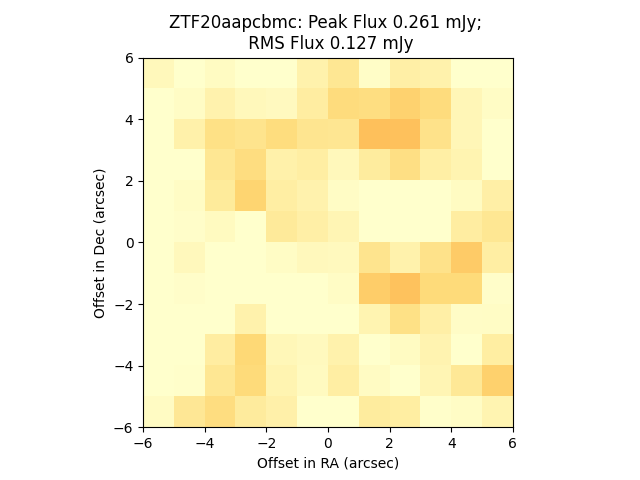 ZTF20aapcbmc: Peak Flux 0.261 mJy;
RMS Flux 0.127 mJy
6
4
2
0
−2
−4
−6
Offset in Dec (arcsec)
−6 −4 −2 0 2 4 6
Offset in RA (arcsec)